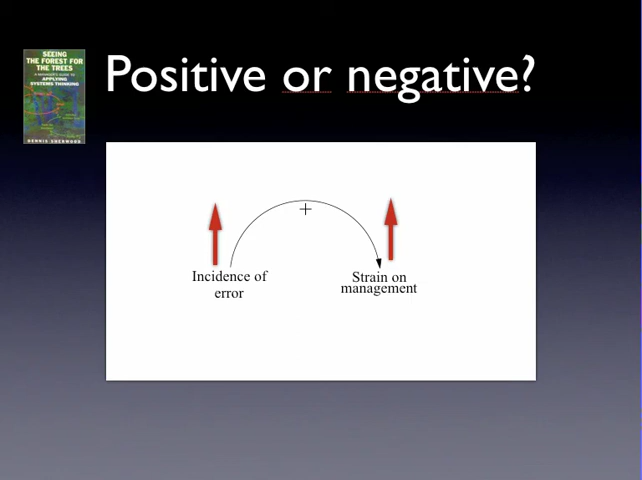 SEEING
THE FOREST FOR
THE TREES
A MANAGER'S GUIDE TO
APPLYING
SYSTEMS THINKING
DENNIS SHERWOOD
Positive or negative?
+
Incidence of
error
Strain on
management